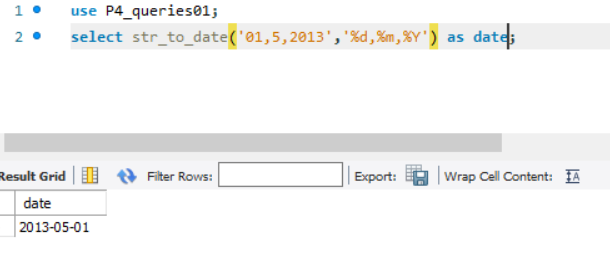 1 use P4_queries01;
2 select str_to_date('01,5,2013','%d,%m,%Y') as date;
Result Grid Filter Rows: Export: Wrap Cell Content: IA
date
2013-05-01